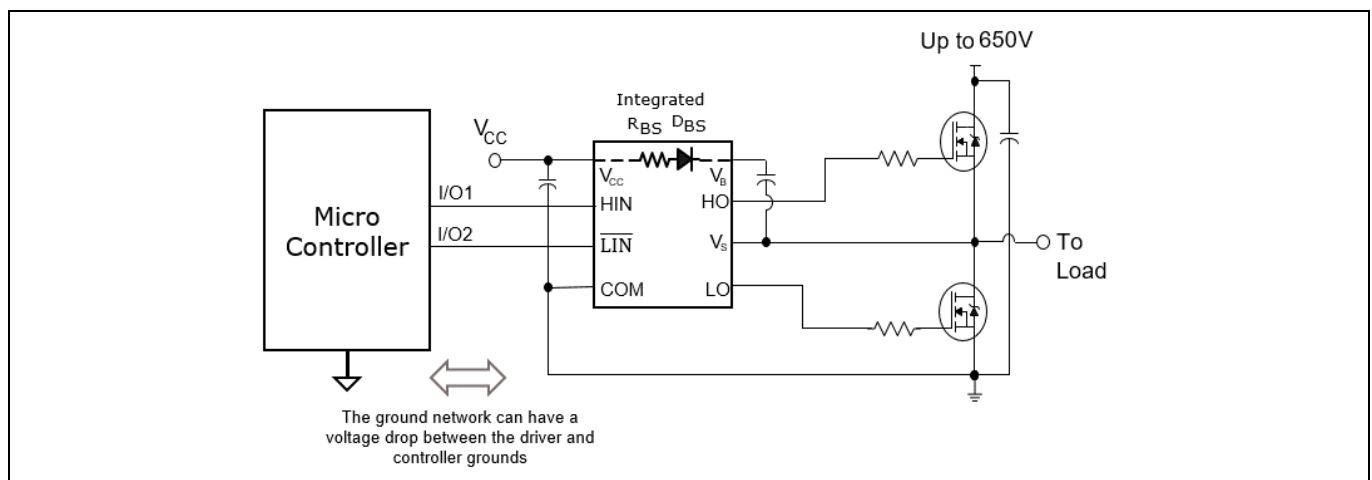 Up to 650V
Integrated
RBS DBS
VCC
I/O1
VCC
VB
Micro
Controller
HIN
HO
I/O2
LIN
VS
To
Load
COM
LO
The ground network can have a
voltage drop between the driver and
controller grounds